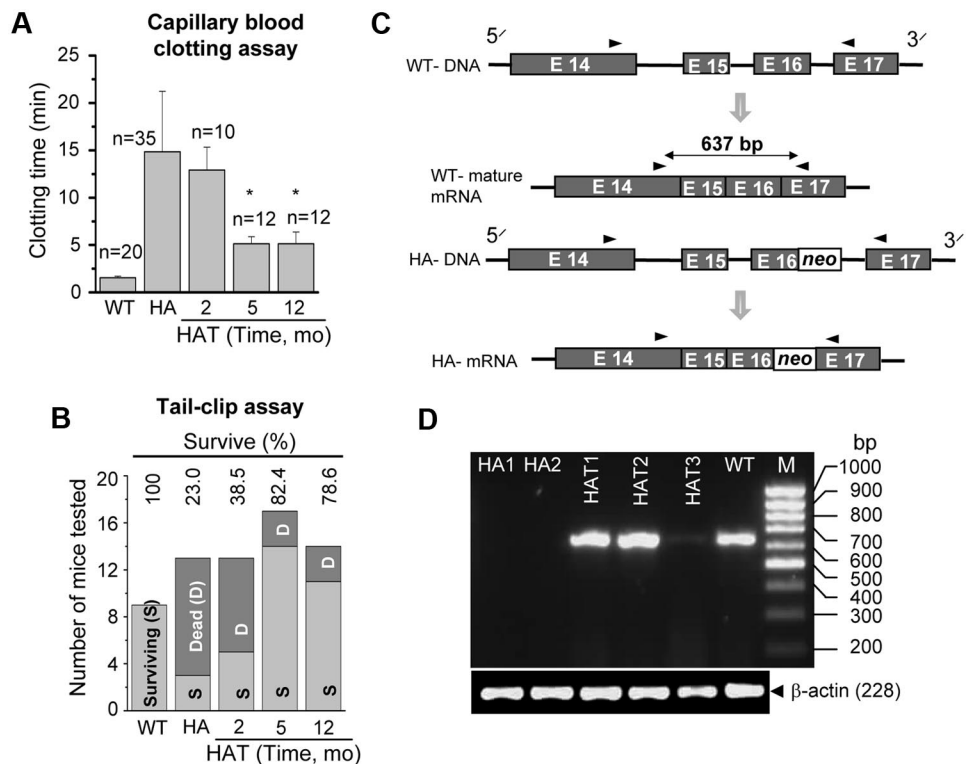 A
Capillary blood
clotting assay
Clotting time (min)
25
20
15
10
5
0
n=20
n=35
n=10
*
n=12
*
n=12
WT
HA
2
5
12
HAT (Time, mo)
B
Tail-clip assay
Survive (%)
100
23.0
38.5
82.4
78.6
Number of mice tested
20
16
12
8
4
0
Surviving (S)
Dead (D)
S
D
S
D
S
D
S
WT
HA
2
5
12
HAT (Time, mo)
C
5′
3′
WT- DNA
E 14
E 15
E 16
E 17
637 bp
WT- mature
mRNA
E 14
E 15
E 16
E 17
5′
3′
HA- DNA
E 14
E 15
E 16
neo
E 17
HA- mRNA
E 14
E 15
E 16
neo
E 17
D
bp
HA1
HA2
HAT1
HAT2
HAT3
WT
M
1000
900
800
700
600
500
400
300
200
β-actin (228)